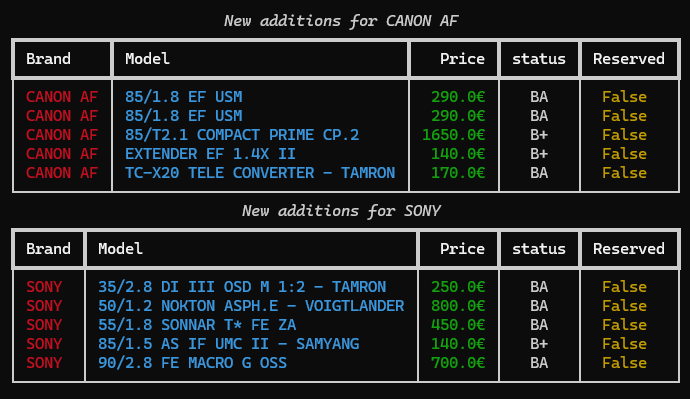 New additions for CANON AF
Brand Model Price status Reserved
CANON AF 85/1.8 EF USM 290.0€ BA False
CANON AF 85/1.8 EF USM 290.0€ BA False
CANON AF 85/T2.1 COMPACT PRIME CP.2 1650.0€ B+ False
CANON AF EXTENDER EF 1.4X II 140.0€ B+ False
CANON AF TC-X20 TELE CONVERTER - TAMRON 170.0€ BA False
New additions for SONY
Brand Model Price status Reserved
SONY 35/2.8 DI III OSD M 1:2 - TAMRON 250.0€ BA False
SONY 50/1.2 NOKTON ASPH.E - VOIGTLANDER 800.0€ BA False
SONY 55/1.8 SONNAR T* FE ZA 450.0€ BA False
SONY 85/1.5 AS IF UMC II - SAMYANG 140.0€ B+ False
SONY 90/2.8 FE MACRO G OSS 700.0€ BA False